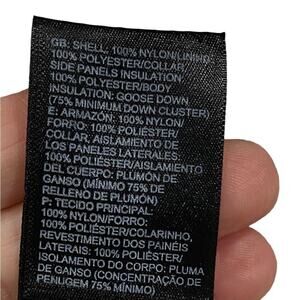 GB: SHELL, 100% NYLON/LINING
100% POLYESTER/COLLAR/
SIDE PANELS INSULATION:
100% POLYESTER/BODY
INSULATION: GOOSE DOWN
(75% MINIMUM DOWN CLUSTER)
E: ARMAZÓN: 100% NYLON/
FORRO: 100% POLIÉSTER/
COLLAR, AISLAMIENTO DE
LOS PANELES LATERALES:
100% POLIÉSTER/AISLAMIENTO
DEL CUERPO: PLUMÓN DE
GANSO (MÍNIMO 75% DE
RELLENO DE PLUMÓN)
P: TECIDO PRINCIPAL:
100% NYLON/FORRO:
100% POLIÉSTER/COLARINHO,
REVESTIMENTO DOS PAINÉIS
LATERAIS: 100% POLIÉSTER/
ISOLAMENTO DO CORPO: PLUMA
DE GANSO (CONCENTRAÇÃO DE
PENUGEM 75% MÍNIMO)